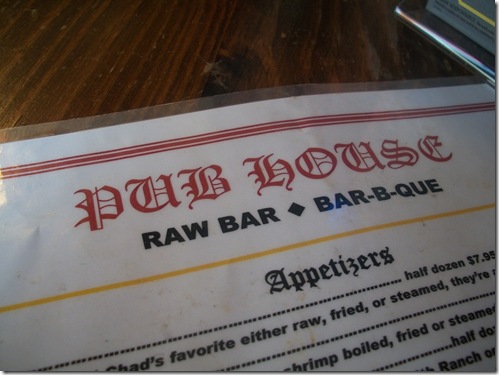 PUB HOUSE
RAW BAR ◆ BAR-B-QUE
Appetizers
half dozen $7.95
Chad's favorite either raw, fried, or steamed, they're
Shrimp boiled, fried or steamed
half do
Ranch or